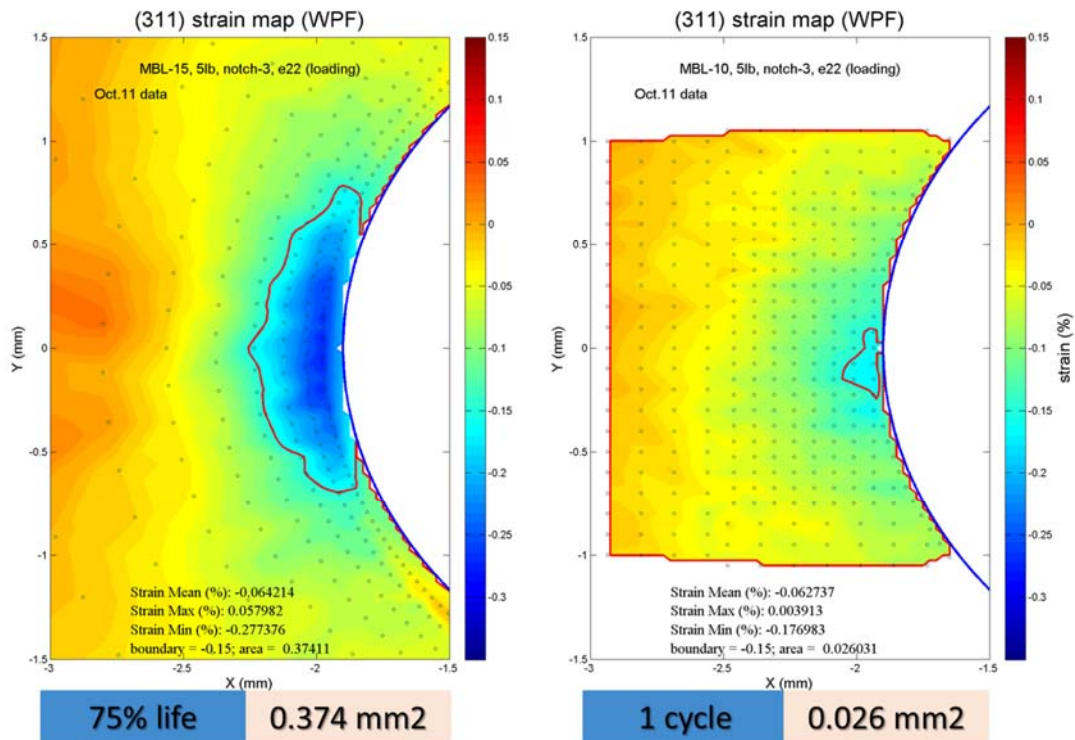 (311) strain map (WPF)
MBL-15, 5lb, notch-3, e22 (loading)
Oct.11 data
1.5
1
0.5
0
-0.5
-1
-1.5
Y (mm)
-3
-2.5
-2
-1.5
X (mm)
Strain Mean (%): -0.064214
Strain Max (%): 0.057982
Strain Min (%): -0.277376
boundary = -0.15; area = 0.37411
0.15
0.1
0.05
0
-0.05
-0.1
-0.15
-0.2
-0.25
-0.3
75% life
0.374 mm2
(311) strain map (WPF)
MBL-10, 5lb, notch-3, e22 (loading)
Oct.11 data
1.5
1
0.5
0
-0.5
-1
-1.5
Y (mm)
-3
-2.5
-2
-1.5
X (mm)
Strain Mean (%): -0.062737
Strain Max (%): 0.003913
Strain Min (%): -0.176983
boundary = -0.15; area = 0.026031
0.15
0.1
0.05
0
-0.05
-0.1
-0.15
-0.2
-0.25
-0.3
strain (%)
1 cycle
0.026 mm2